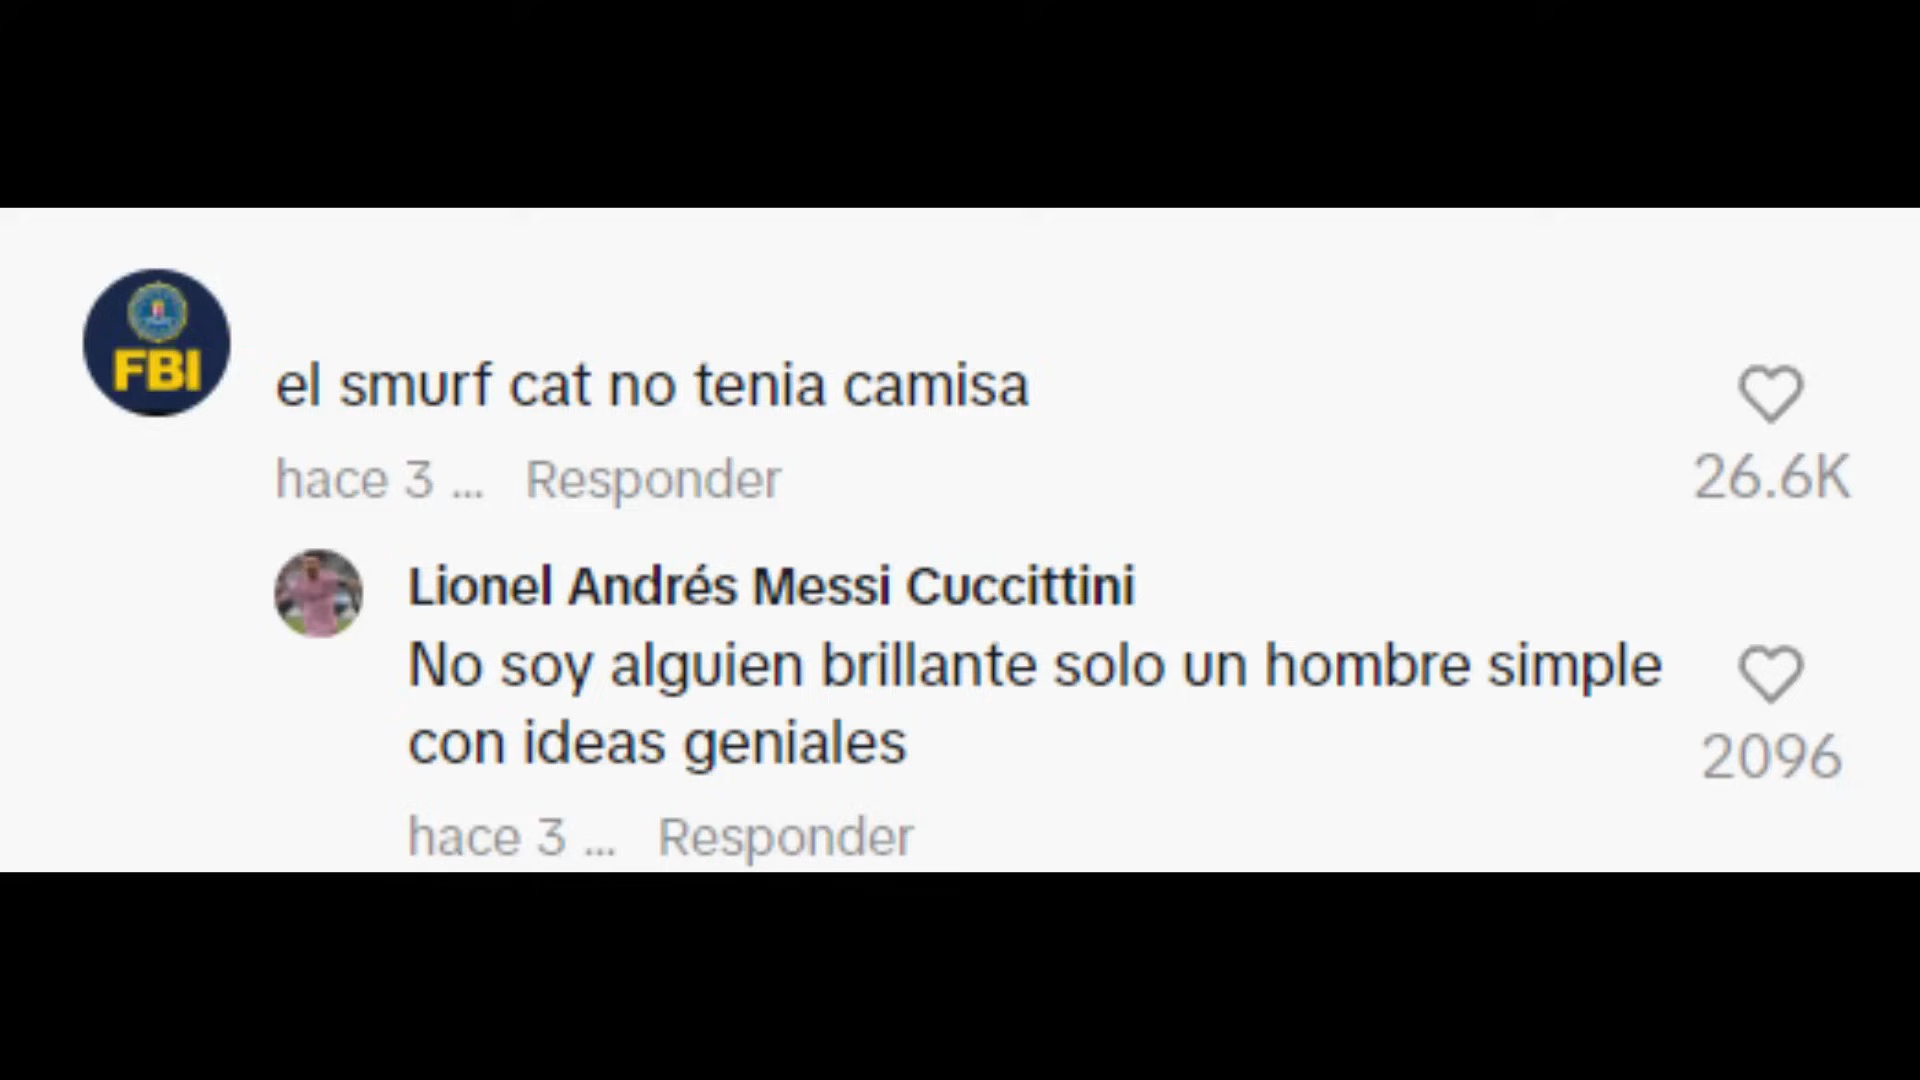 FBI
el smurf cat no tenia camisa
hace 3 ... Responder
26.6K
Lionel Andrés Messi Cuccittini
No soy alguien brillante solo un hombre simple
con ideas geniales
2096
hace 3 ... Responder